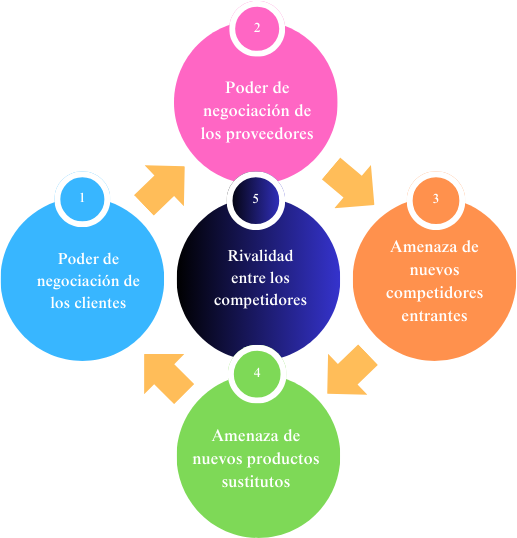 1
Poder de
negociación de
los clientes
2
Poder de
negociación de
los proveedores
3
Amenaza de
nuevos
competidores
entrantes
4
Amenaza de
nuevos productos
sustitutos
5
Rivalidad
entre los
competidores